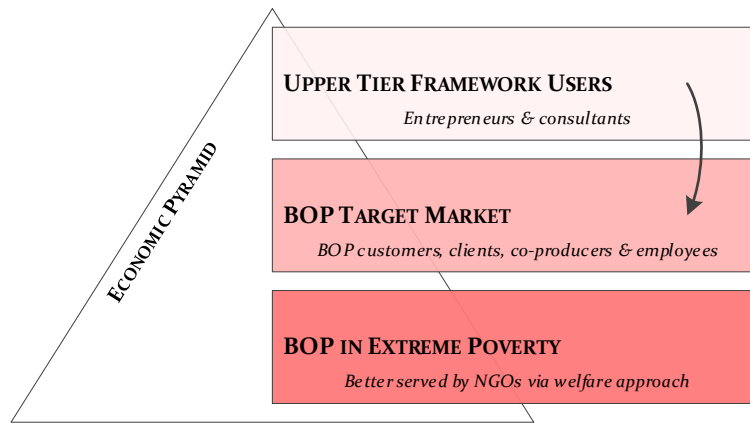 ECONOMIC PYRAMID
UPPER TIER FRAMEWORK USERS
Entrepreneurs & consultants
BOP TARGET MARKET
BOP customers, clients, co-producers & employees
BOP IN EXTREME POVERTY
Better served by NGOs via welfare approach